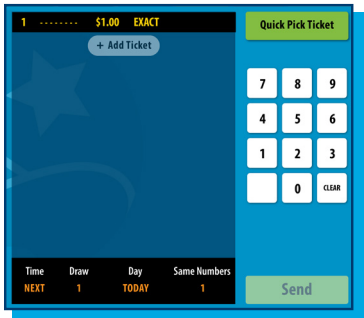 1 -------- $1.00 EXACT
+ Add Ticket
Quick Pick Ticket
7 8 9
4 5 6
1 2 3
0 CLEAR
Time Draw Day Same Numbers
NEXT 1 TODAY 1
Send